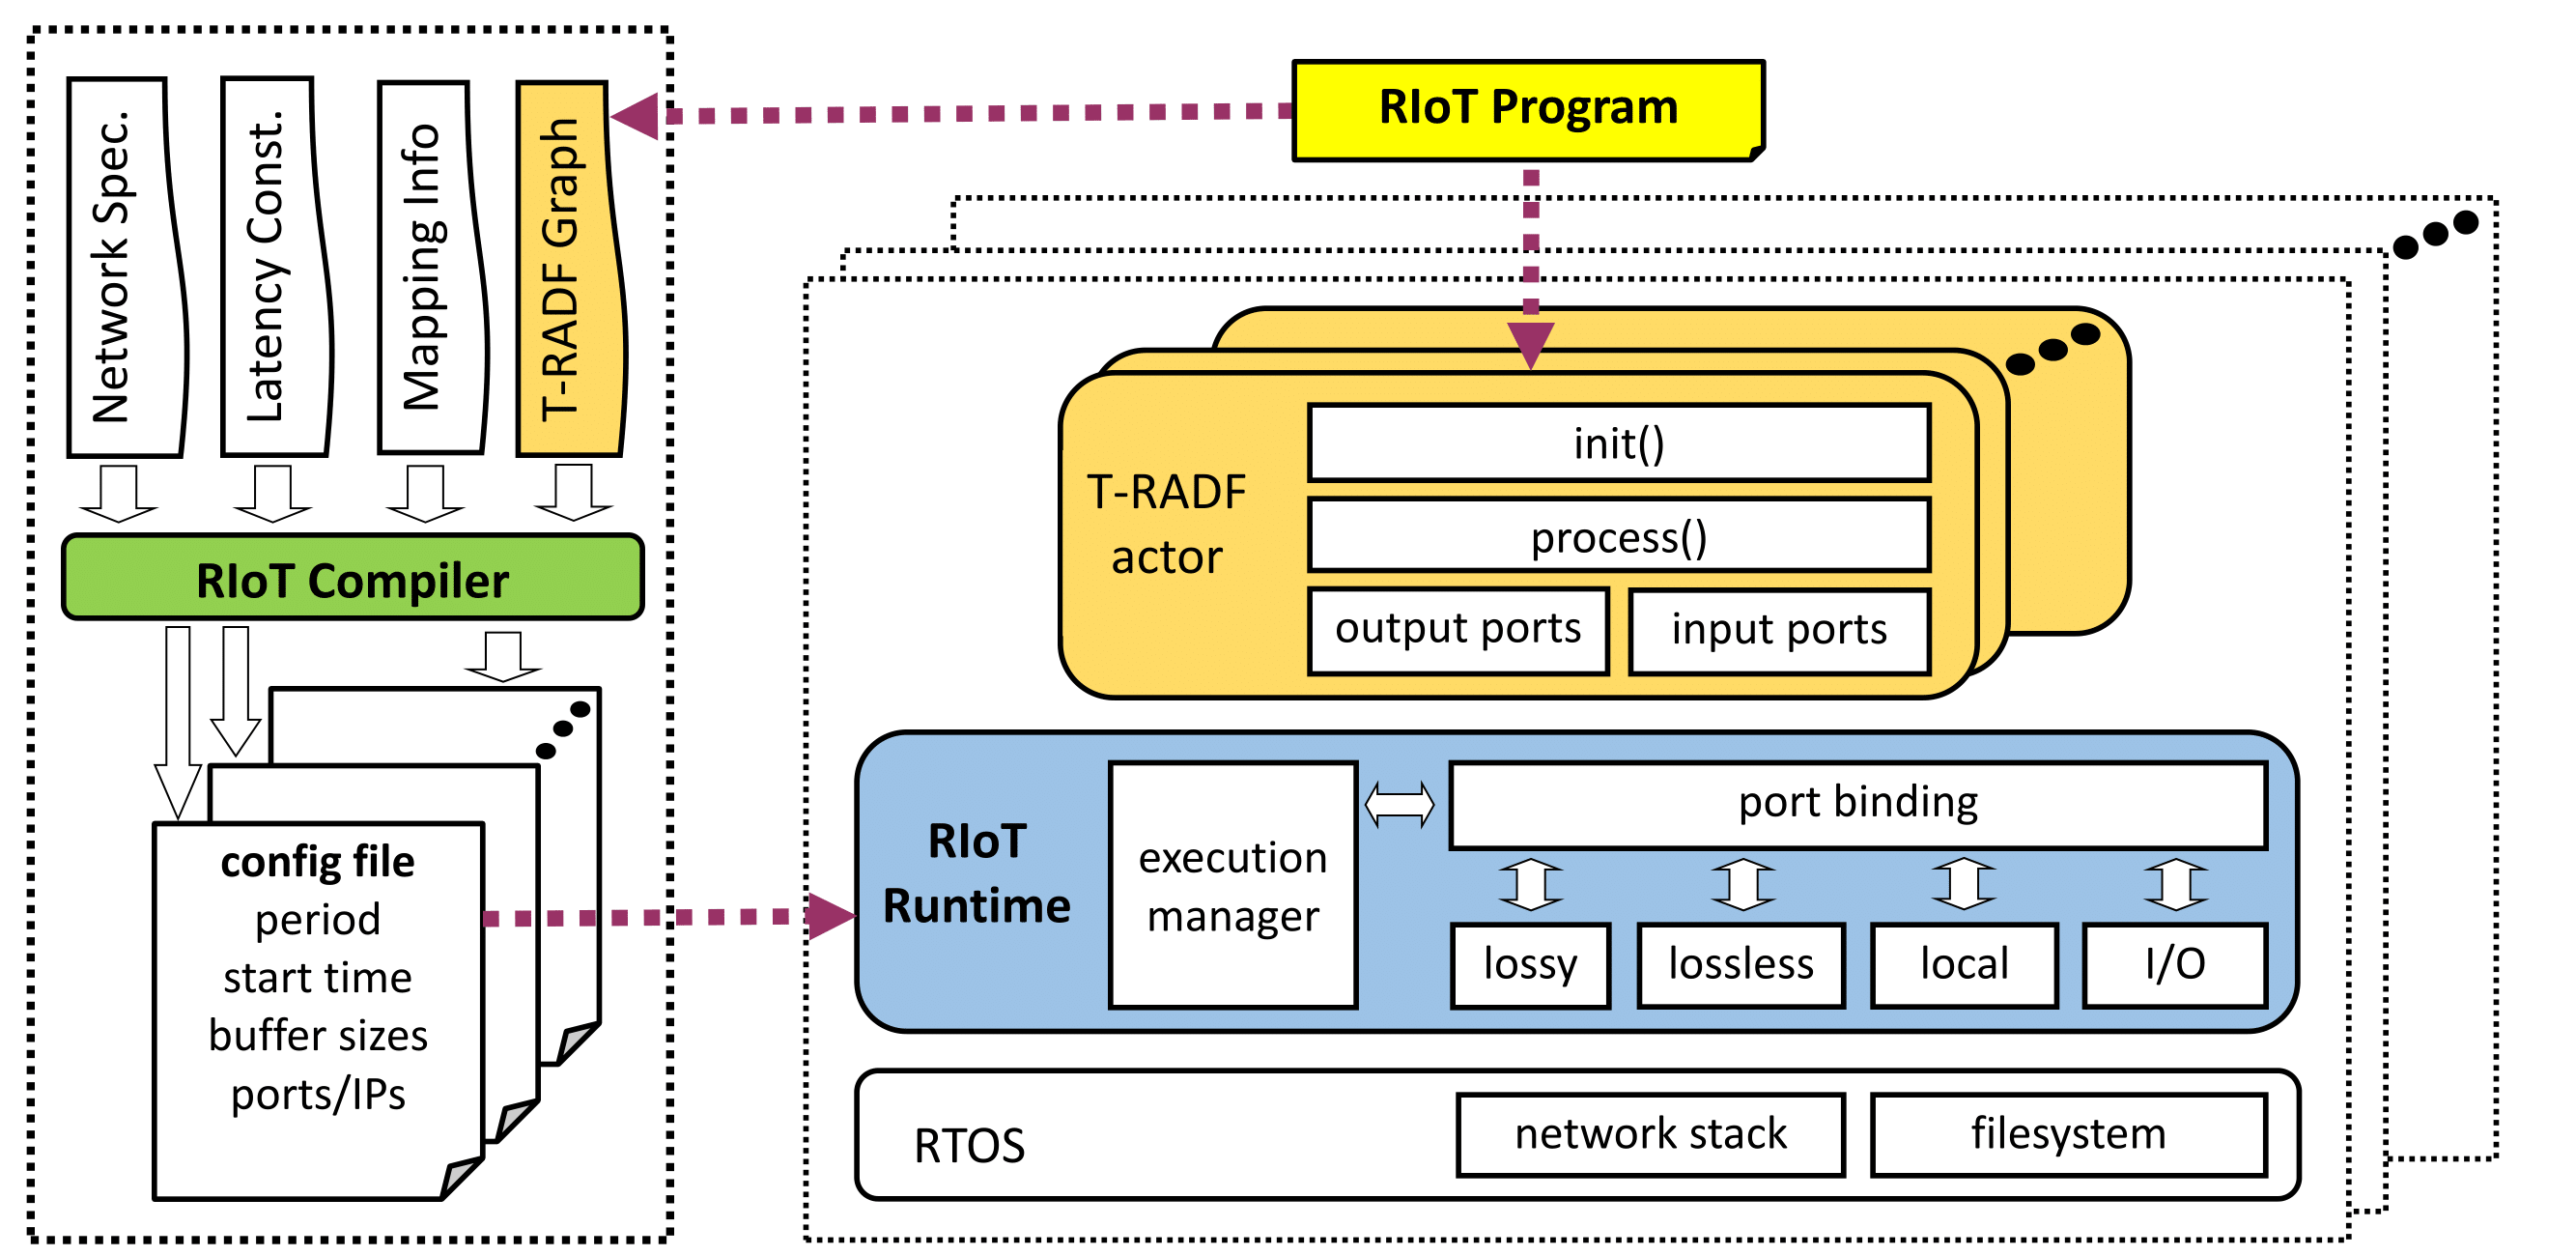 Network Spec.
Latency Const.
Mapping Info
T-RADF Graph
RIoT Compiler
config file
period
start time
buffer sizes
ports/IPs
RIoT Program
T-RADF
actor
init()
process()
output ports
input ports
RIoT
Runtime
execution
manager
port binding
lossy
lossless
local
I/O
RTOS
network stack
filesystem